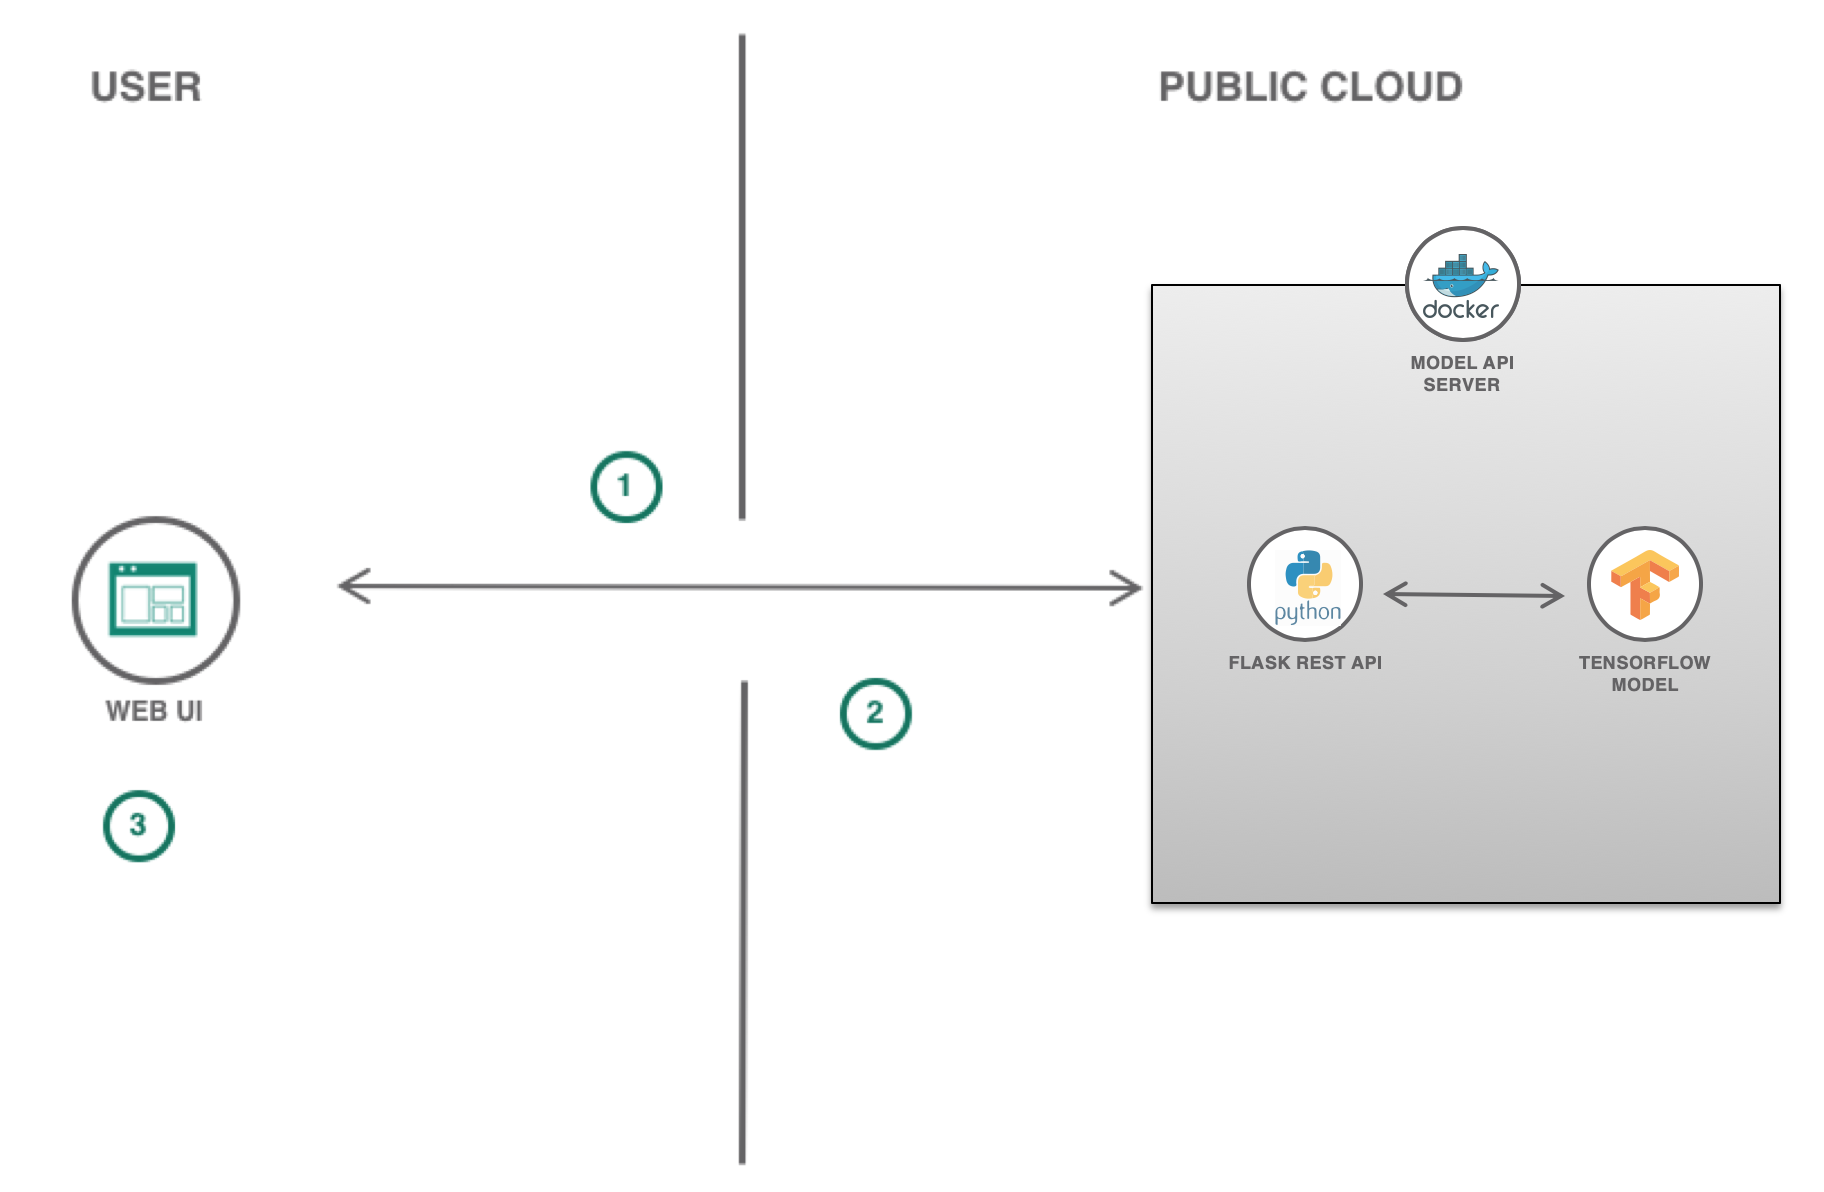 USER
PUBLIC CLOUD
docker
MODEL API
SERVER
1
python
FLASK REST API
TENSORFLOW
MODEL
WEB UI
2
3